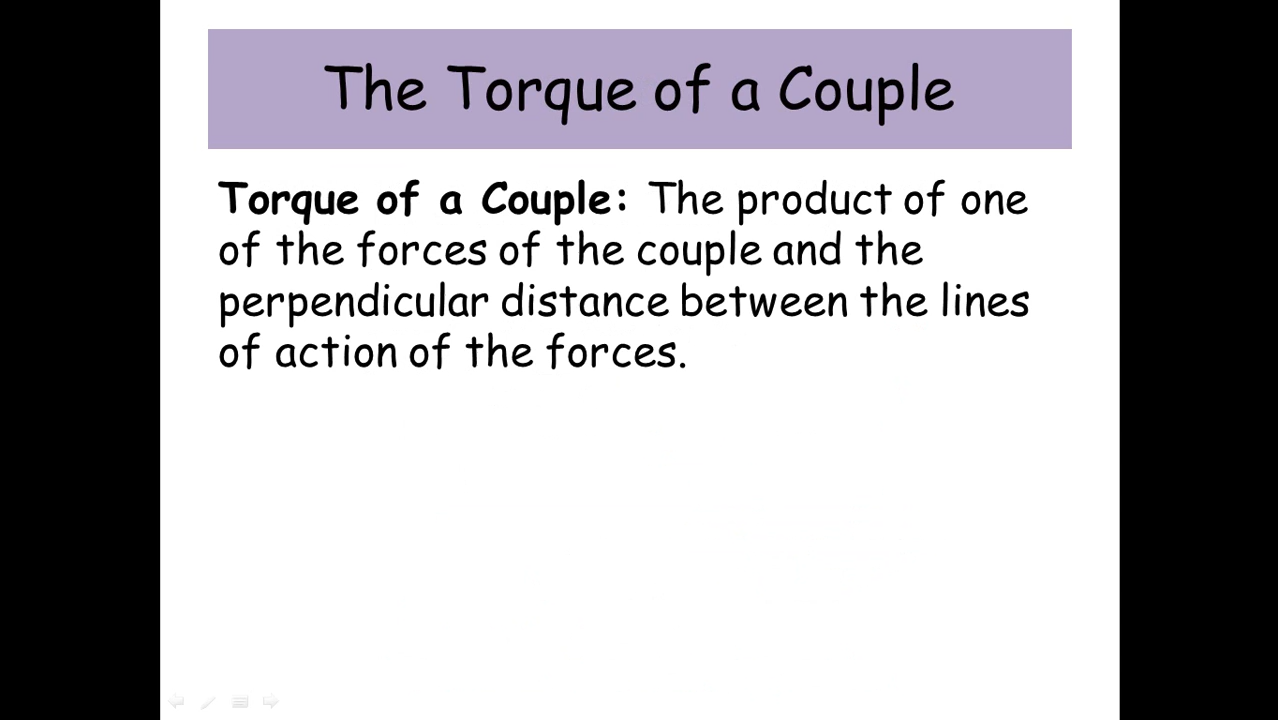 The Torque of a Couple
Torque of a Couple: The product of one
of the forces of the couple and the
perpendicular distance between the lines
of action of the forces.